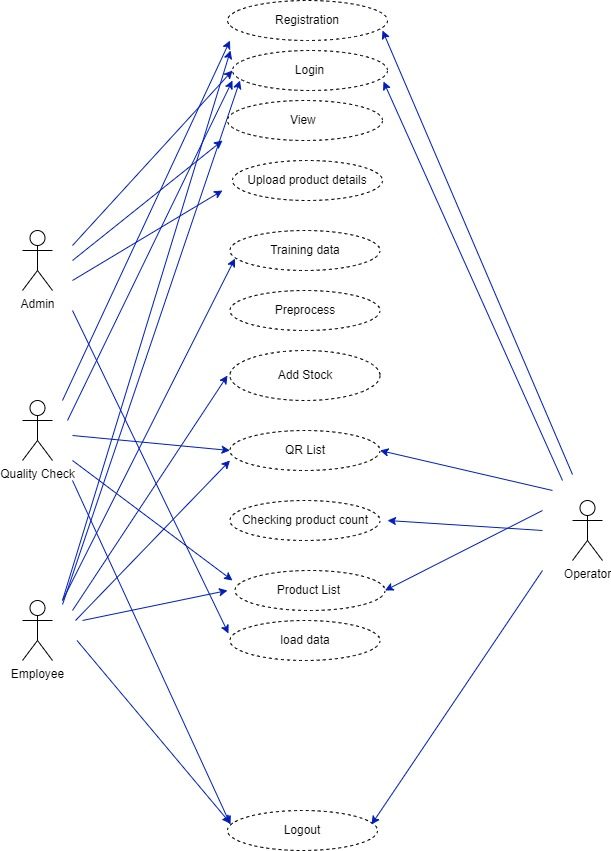 Registration
Login
View
Upload product details
Training data
Admin
Preprocess
Add Stock
QR List
Quality Check
Checking product count
Operator
Product List
load data
Employee
Logout